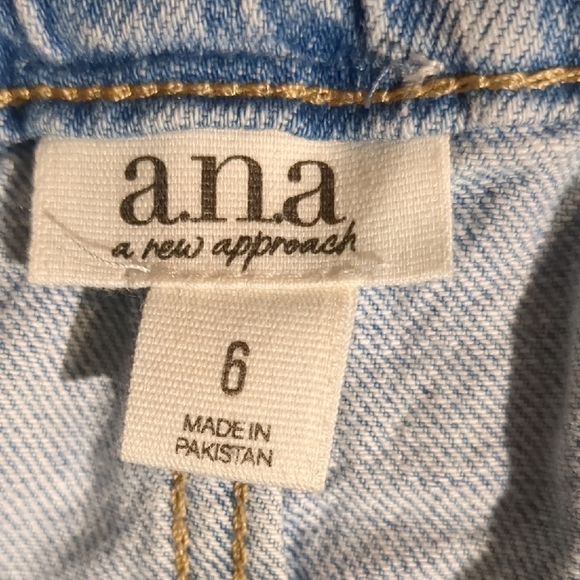 a.n.a
a new approach
6
MADE IN
PAKISTAN